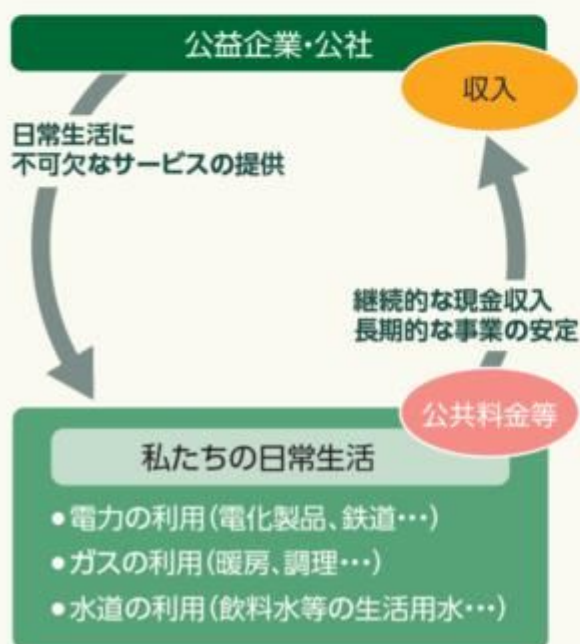 公益企業・公社
収入
日常生活に
不可欠なサービスの提供
継続的な現金収入
長期的な事業の安定
公共料金等
私たちの日常生活
●電力の利用(電化製品、鉄道…)
●ガスの利用(暖房、調理…)
●水道の利用(飲料水等の生活用水…)